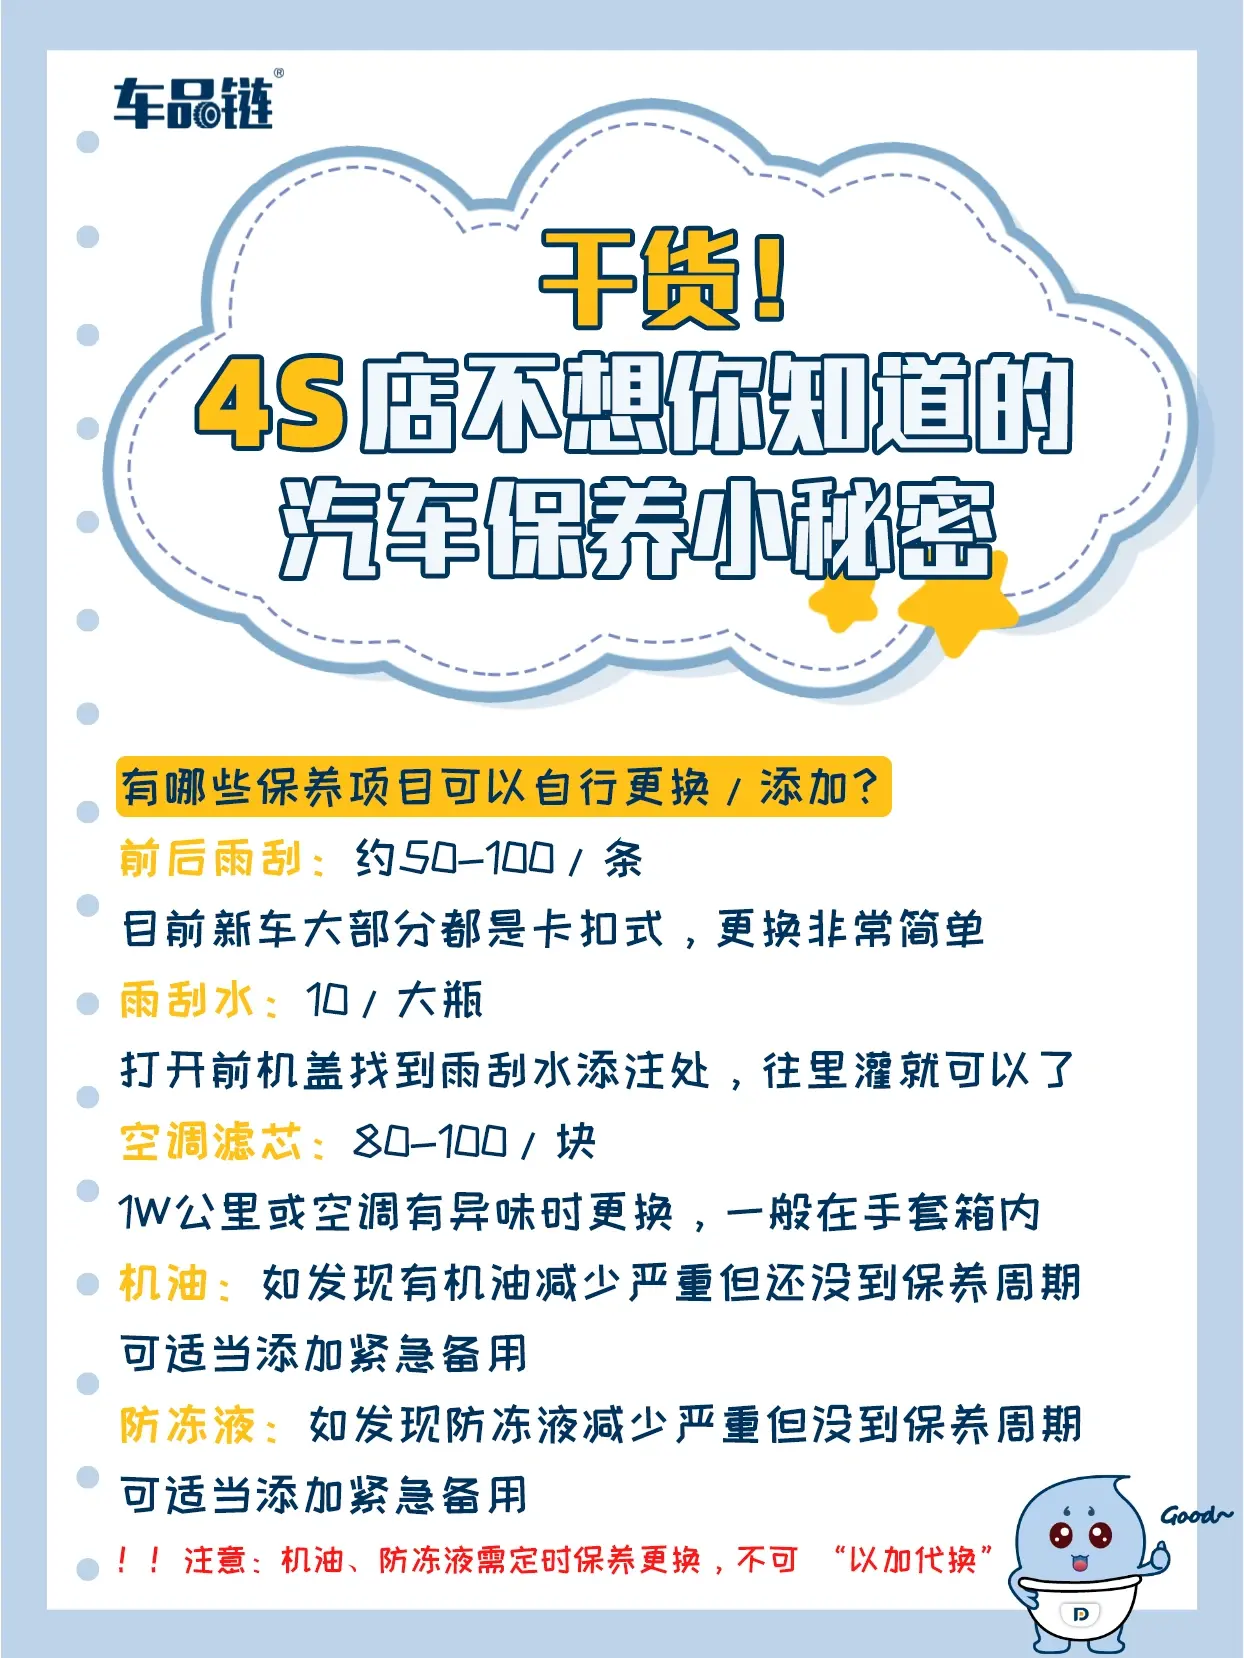 车品链®
干货！
4S店不想你知道的
汽车保养小秘密
有哪些保养项目可以自行更换/添加？
前后雨刮：约50-100/条
目前新车大部分都是卡扣式，更换非常简单
雨刮水：10/大瓶
打开前机盖找到雨刮水添注处，往里灌就可以了
空调滤芯：80-100/块
1W公里或空调有异味时更换，一般在手套箱内
机油：如发现有机油减少严重但还没到保养周期
可适当添加紧急备用
防冻液：如发现防冻液减少严重但没到保养周期
可适当添加紧急备用
！！注意：机油、防冻液需定时保养更换，不可“以加代换”
Good~